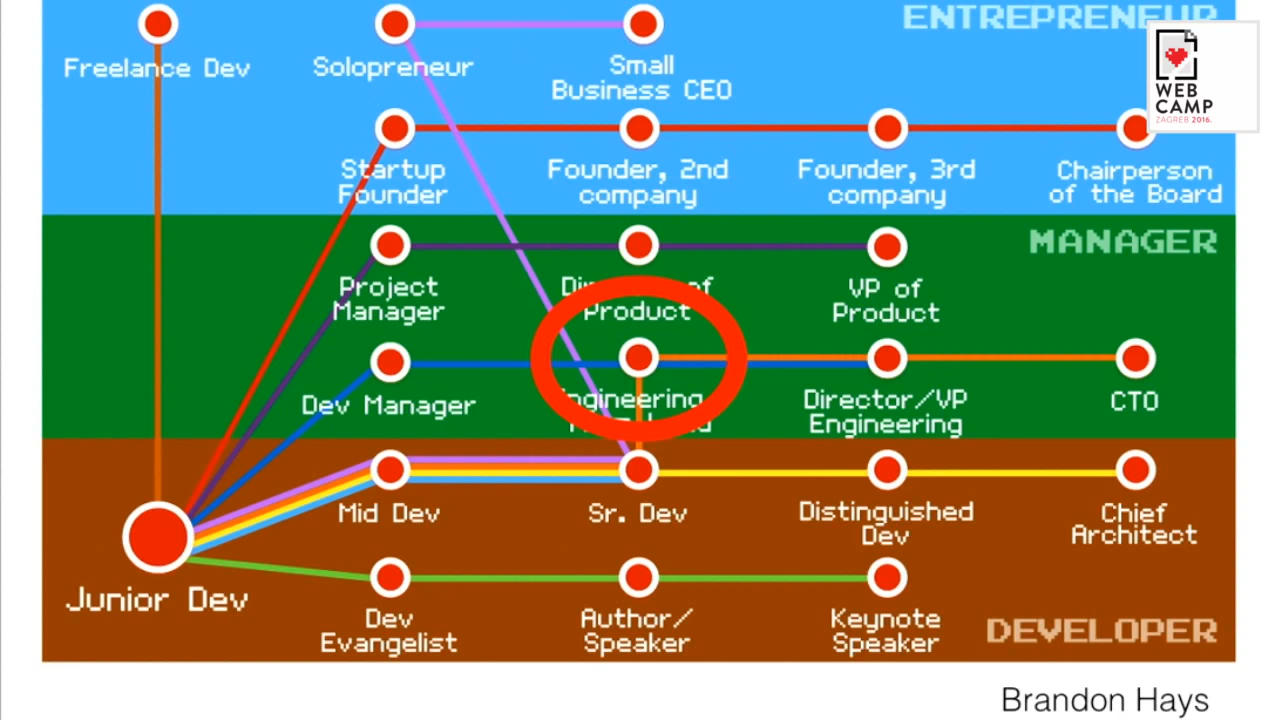 ENTREPRENEUR
Freelance Dev
Solopreneur
Small
Business CEO
WEB
CAMP
ZAGREB 2016.
Startup
Founder
Founder, 2nd
company
Founder, 3rd
company
Chairperson
of the Board
MANAGER
Project
Manager
of
Product
VP of
Product
Dev Manager
Engineering
Director/VP
Engineering
CTO
Mid Dev
Sr. Dev
Distinguished
Dev
Chief
Architect
Junior Dev
Dev
Evangelist
Author/
Speaker
Keynote
Speaker
DEVELOPER
Brandon Hays